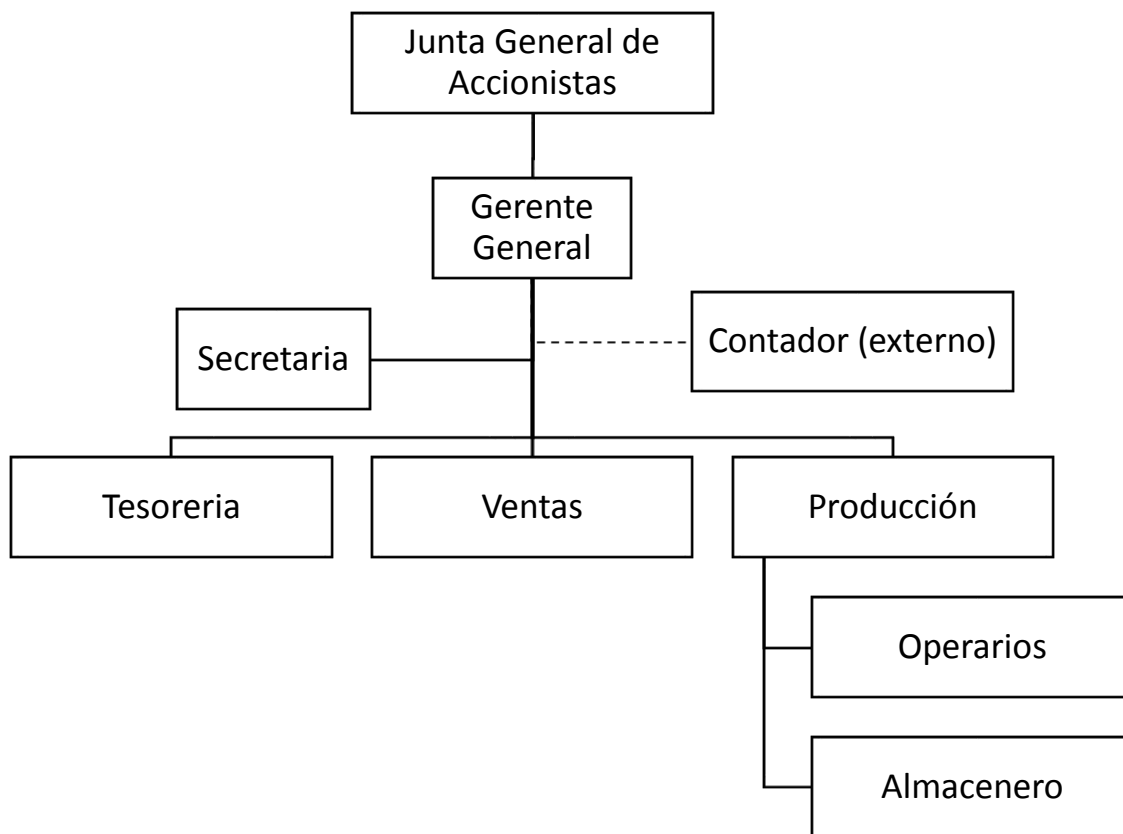 Junta General de
Accionistas
Gerente
General
Secretaria
Contador (externo)
Tesoreria
Ventas
Producción
Operarios
Almacenero